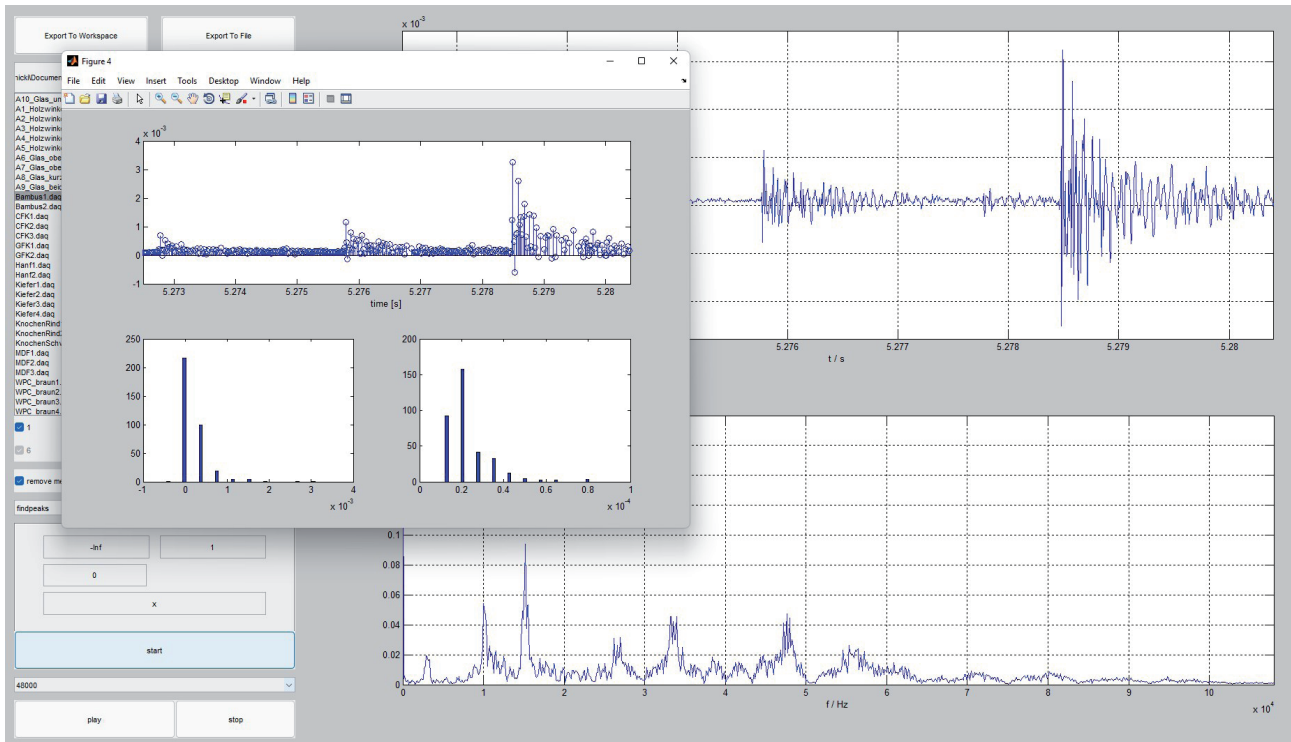 Export To Workspace
Export To File
A10_Glas_un
A1_Holzwink
A2_Holzwink
A3_Holzwink
A4_Holzwink
A5_Holzwink
A6_Glas_obe
A7_Glas_obe
A8_Glas_kurz
A9_Glas_beid
Bambus1.daq
Bambus2.daq
CFK1.daq
CFK2.daq
CFK3.daq
GFK1.daq
GFK2.daq
Hanf1.daq
Hanf2.daq
Kiefer1.daq
Kiefer2.daq
Kiefer3.daq
Kiefer4.daq
KnochenRind
KnochenRind
KnochenSchv
MDF1.daq
MDF2.daq
MDF3.daq
WPC_braun1.
WPC_braun2.
WPC_braun3.
WPC_braun4.
1
6
remove me
findpeaks
-Inf
1
0
x
start
48000
play
stop
Figure 4
File Edit View Insert Tools Desktop Window Help
x 10-3
4
3
2
1
0
-1
5.273 5.274 5.275 5.276 5.277 5.278 5.279 5.28
time [s]
250
200
150
100
50
0
-1 0 1 2 3 4
x 10-3
200
150
100
50
0
0 0.2 0.4 0.6 0.8 1
x 10-4
x 10-3
5.276 5.277 5.278 5.279 5.28
t / s
0.1
0.08
0.06
0.04
0.02
0
0 1 2 3 4 5 6 7 8 9 10
f / Hz
x 104